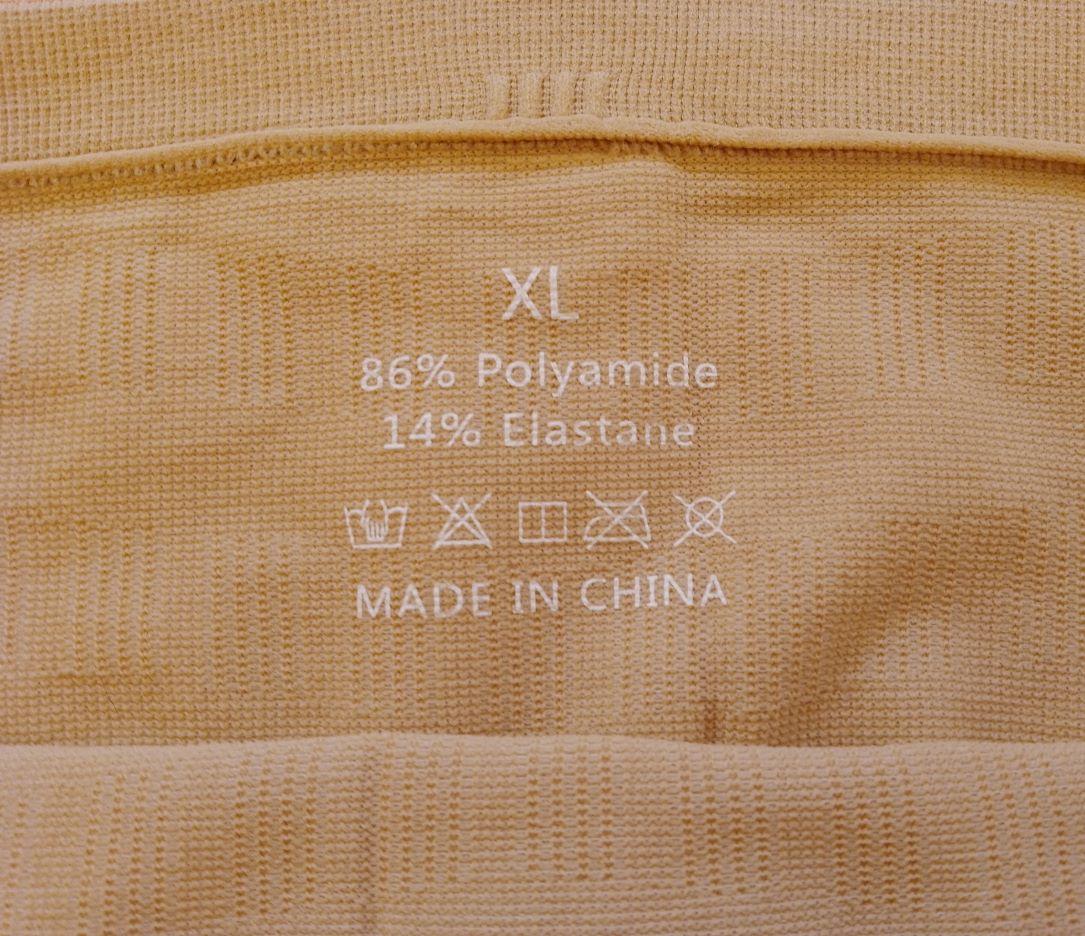 XL
86% Polyamide
14% Elastane
MADE IN CHINA